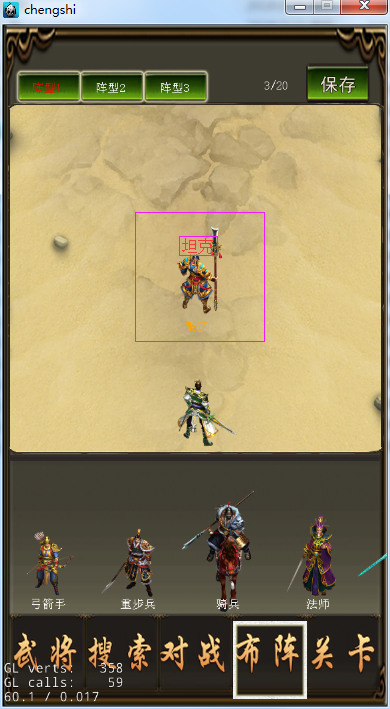 chengshi
阵型1 阵型2 阵型3 3/20 保存
坦克
弓箭手 重步兵 骑兵 法师
武将 搜索 对战 布阵 关卡
GL verts: 358
GL calls: 59
60.1 / 0.017